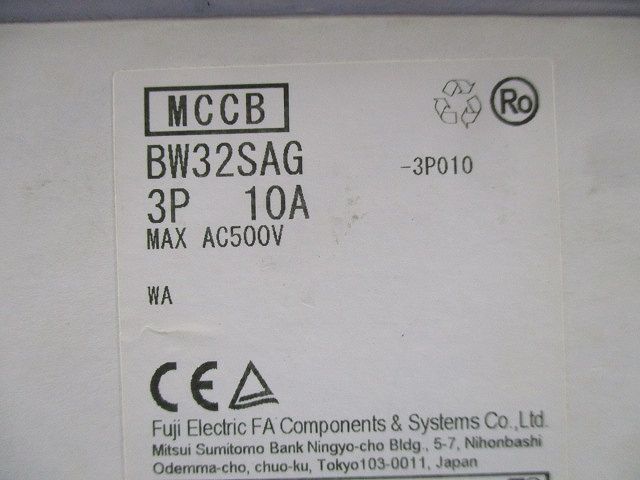 MCCB
Ro
BW32SAG -3P010
3P 10A
MAX AC500V
WA
CE
Fuji Electric FA Components & Systems Co.,Ltd.
Mitsui Sumitomo Bank Ningyo-cho Bldg., 5-7, Nihonbashi
Odemma-cho, chuo-ku, Tokyo103-0011, Japan